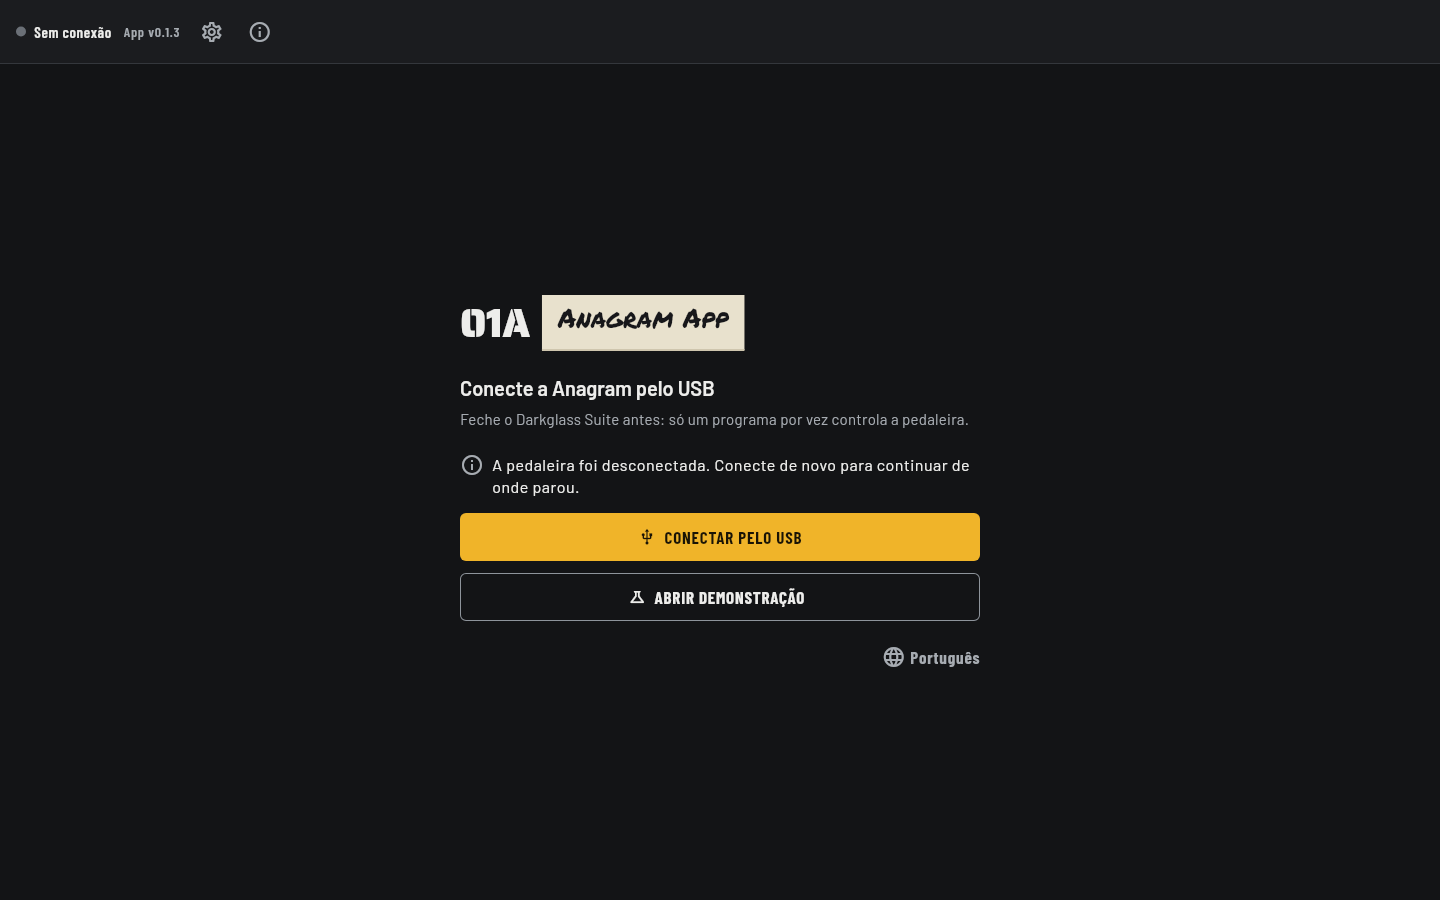 Sem conexão App v0.1.3
01A Anagram App
Conecte a Anagram pelo USB
Feche o Darkglass Suite antes: só um programa por vez controla a pedaleira.
A pedaleira foi desconectada. Conecte de novo para continuar de
onde parou.
CONECTAR PELO USB
ABRIR DEMONSTRAÇÃO
Português